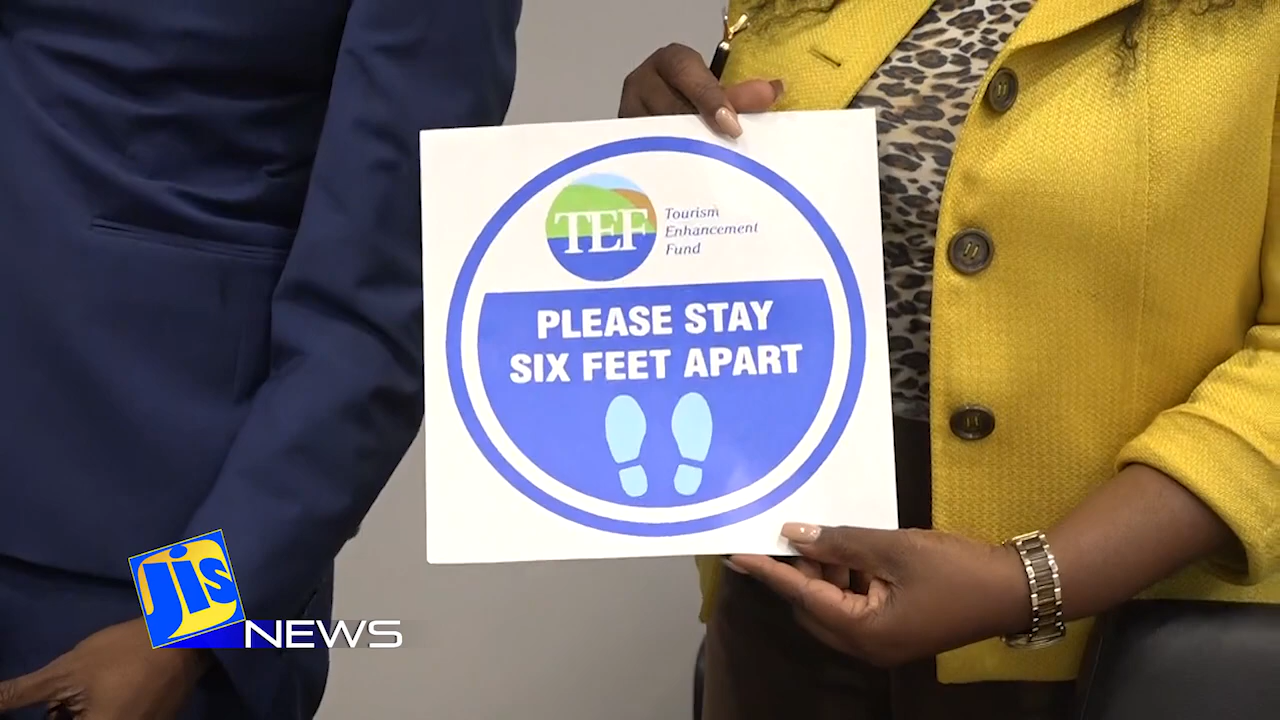 TEF
Tourism
Enhancement
Fund
PLEASE STAY
SIX FEET APART
jis
NEWS